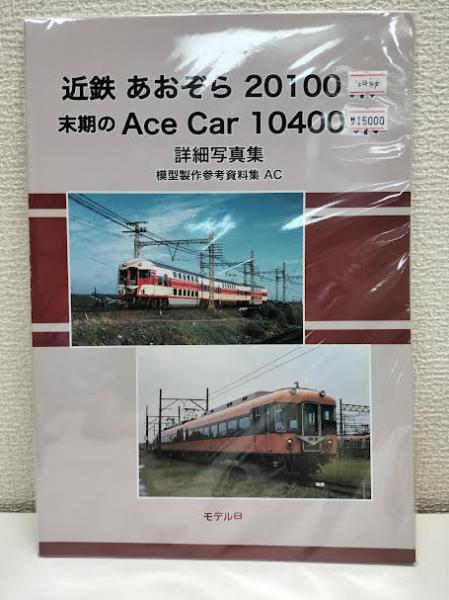 近鉄 あおぞら 20100
末期の Ace Car 10400
¥15000
詳細写真集
模型製作参考資料集 AC
モデル8